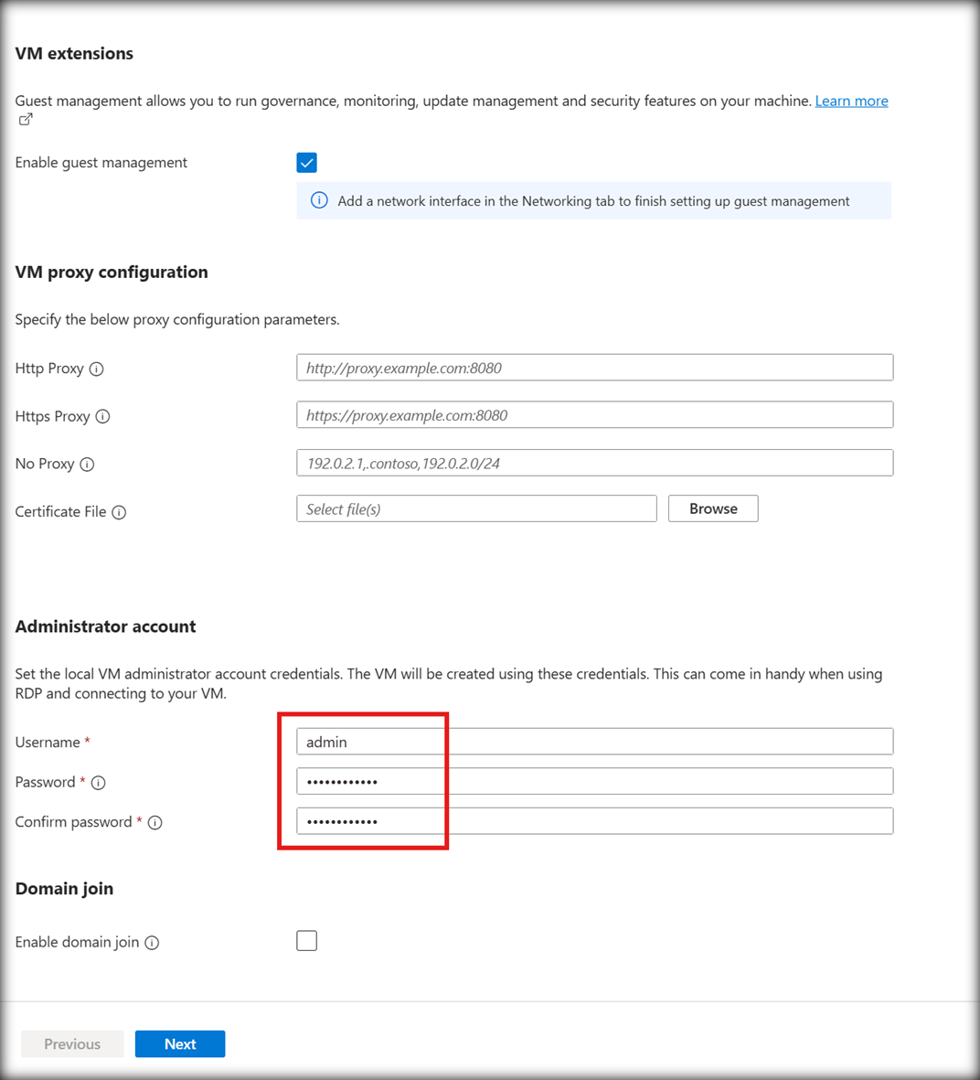 VM extensions
Guest management allows you to run governance, monitoring, update management and security features on your machine. Learn more
Enable guest management
Add a network interface in the Networking tab to finish setting up guest management
VM proxy configuration
Specify the below proxy configuration parameters.
Http Proxy
http://proxy.example.com:8080
Https Proxy
https://proxy.example.com:8080
No Proxy
192.0.2.1,.contoso,192.0.2.0/24
Certificate File
Select file(s)
Browse
Administrator account
Set the local VM administrator account credentials. The VM will be created using these credentials. This can come in handy when using
RDP and connecting to your VM.
Username *
admin
Password *
••••••••••••
Confirm password *
••••••••••••
Domain join
Enable domain join
Previous
Next